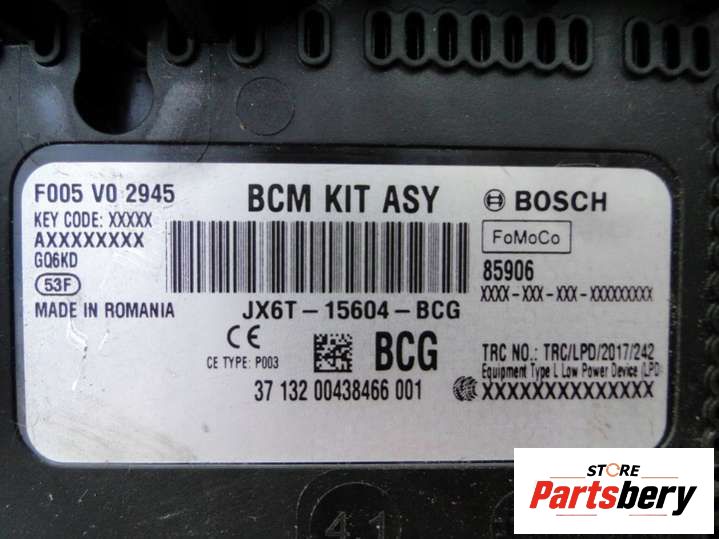 F005 V0 2945
KEY CODE: XXXXX
AXXXXXXXX
GQ6KD
53F
MADE IN ROMANIA
BCM KIT ASY
JX6T-15604-BCG
CE
CE TYPE: P003
BCG
37 132 00438466 001
BOSCH
FoMoCo
85906
XXXX-XXX-XXX-XXXXXXXXX
TRC NO.: TRC/LPD/2017/242
Equipment Type L Low Power Device (LPD
XXXXXXXXXXXXXX
4.1
STORE
Partsbery